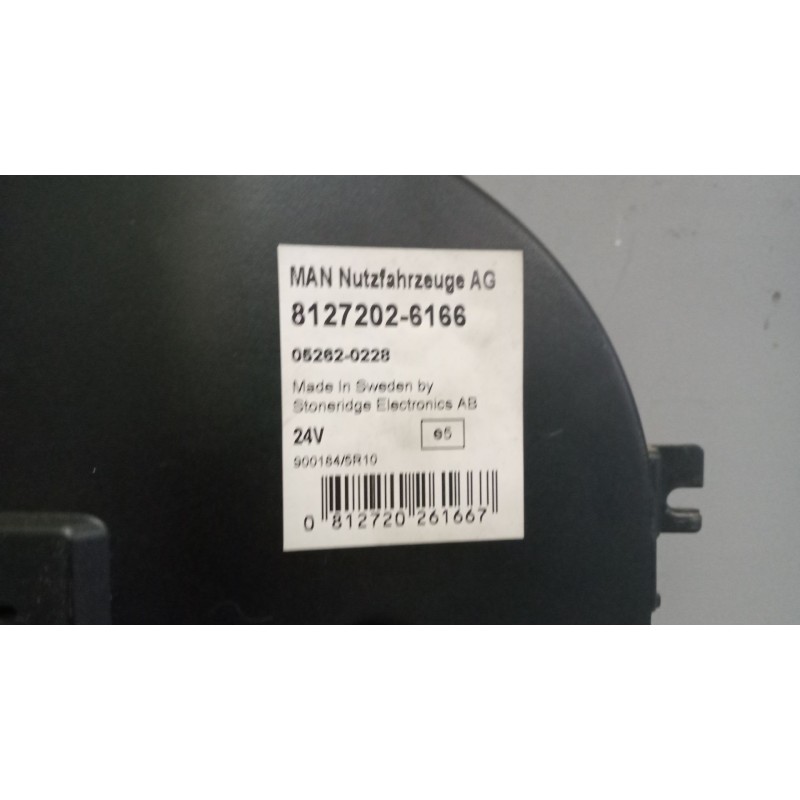 MAN Nutzfahrzeuge AG
8127202-6166
05262-0228
Made In Sweden by
Stoneridge Electronics AB
24V e5
900184/5R10
0 812720 261667